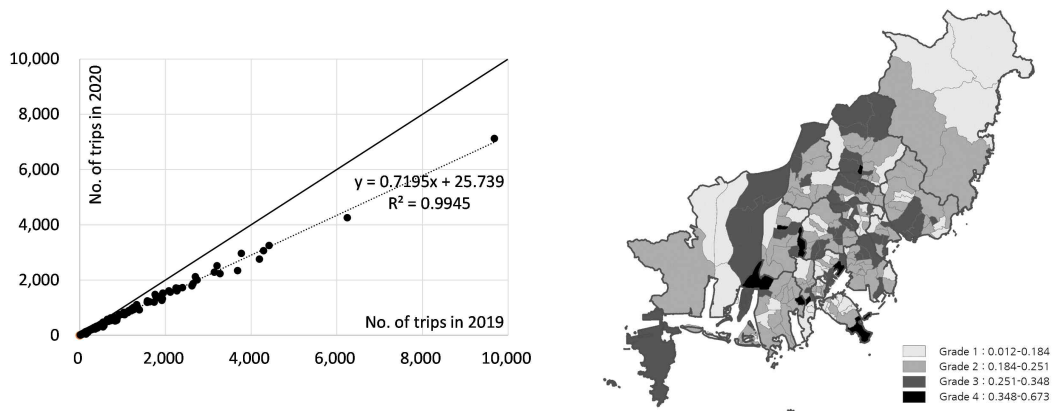 10,000
8,000
6,000
4,000
2,000
0
No. of trips in 2020
y = 0.7195x + 25.739
R² = 0.9945
No. of trips in 2019
0
2,000
4,000
6,000
8,000
10,000
Grade 1 : 0.012-0.184
Grade 2 : 0.184-0.251
Grade 3 : 0.251-0.348
Grade 4 : 0.348-0.673